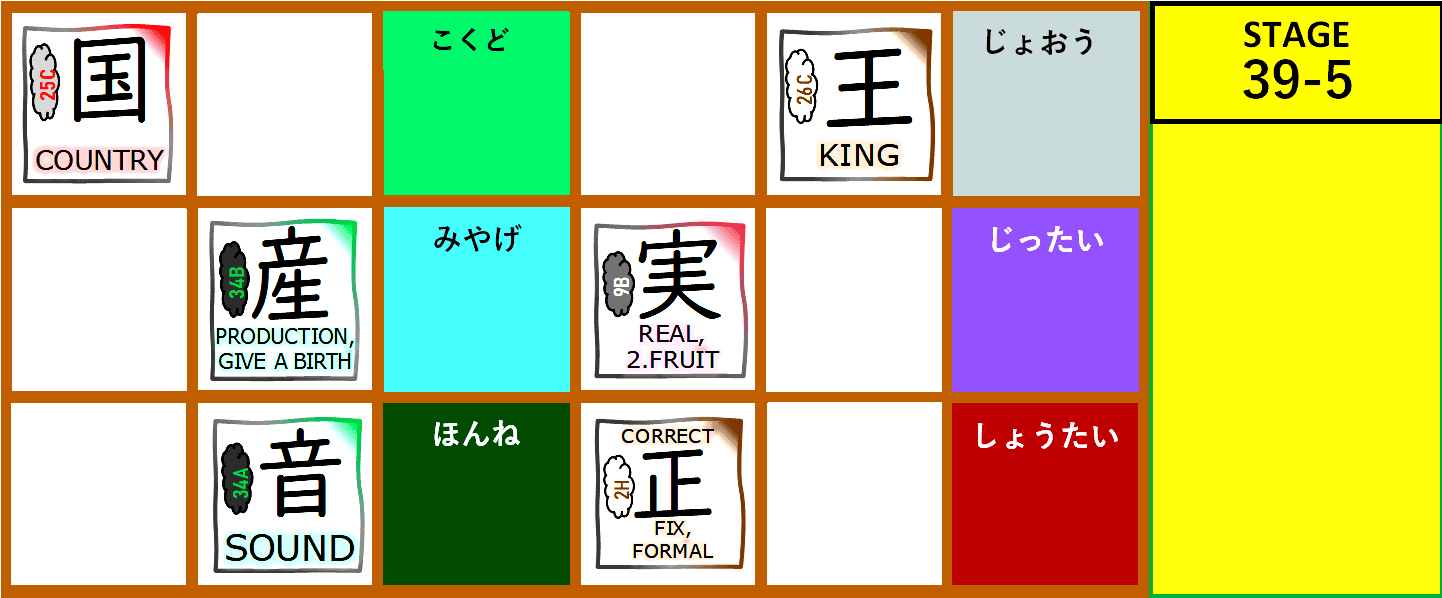 25C
国
COUNTRY
こくど
26C
王
KING
じょおう
STAGE
39-5
34B
産
PRODUCTION,
GIVE A BIRTH
みやげ
9B
実
REAL,
2.FRUIT
じったい
34A
音
SOUND
ほんね
CORRECT
2H
正
FIX,
FORMAL
しょうたい